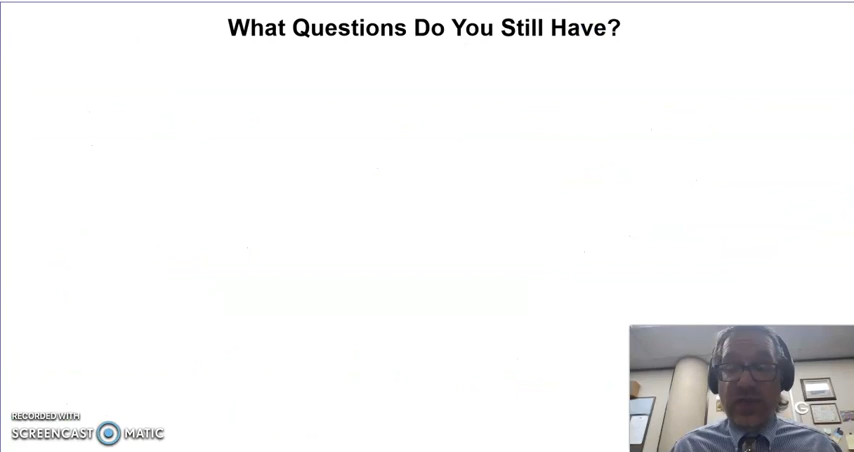 What Questions Do You Still Have?
RECORDED WITH
SCREENCAST MATIC
G